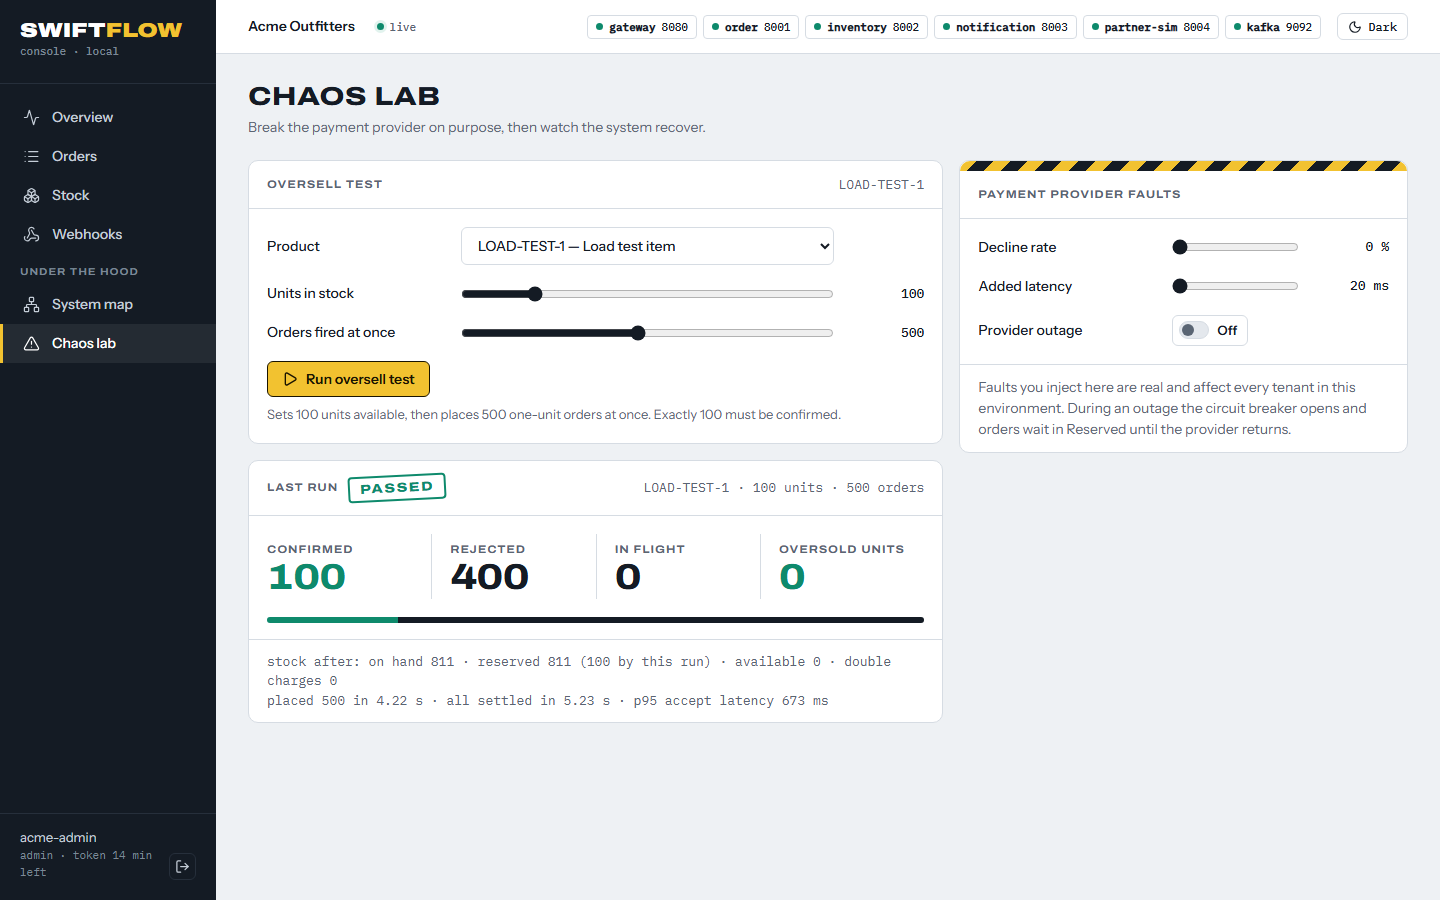 SWIFTFLOW
console · local
Overview
Orders
Stock
Webhooks
UNDER THE HOOD
System map
Chaos lab
acme-admin
admin · token 14 min
left
Acme Outfitters
live
gateway 8080
order 8001
inventory 8002
notification 8003
partner-sim 8004
kafka 9092
Dark
CHAOS LAB
Break the payment provider on purpose, then watch the system recover.
OVERSELL TEST
LOAD-TEST-1
Product
LOAD-TEST-1 — Load test item
Units in stock
100
Orders fired at once
500
Run oversell test
Sets 100 units available, then places 500 one-unit orders at once. Exactly 100 must be confirmed.
LAST RUN
PASSED
LOAD-TEST-1 · 100 units · 500 orders
CONFIRMED
100
REJECTED
400
IN FLIGHT
0
OVERSOLD UNITS
0
stock after: on hand 811 · reserved 811 (100 by this run) · available 0 · double
charges 0
placed 500 in 4.22 s · all settled in 5.23 s · p95 accept latency 673 ms
PAYMENT PROVIDER FAULTS
Decline rate
0 %
Added latency
20 ms
Provider outage
Off
Faults you inject here are real and affect every tenant in this
environment. During an outage the circuit breaker opens and
orders wait in Reserved until the provider returns.